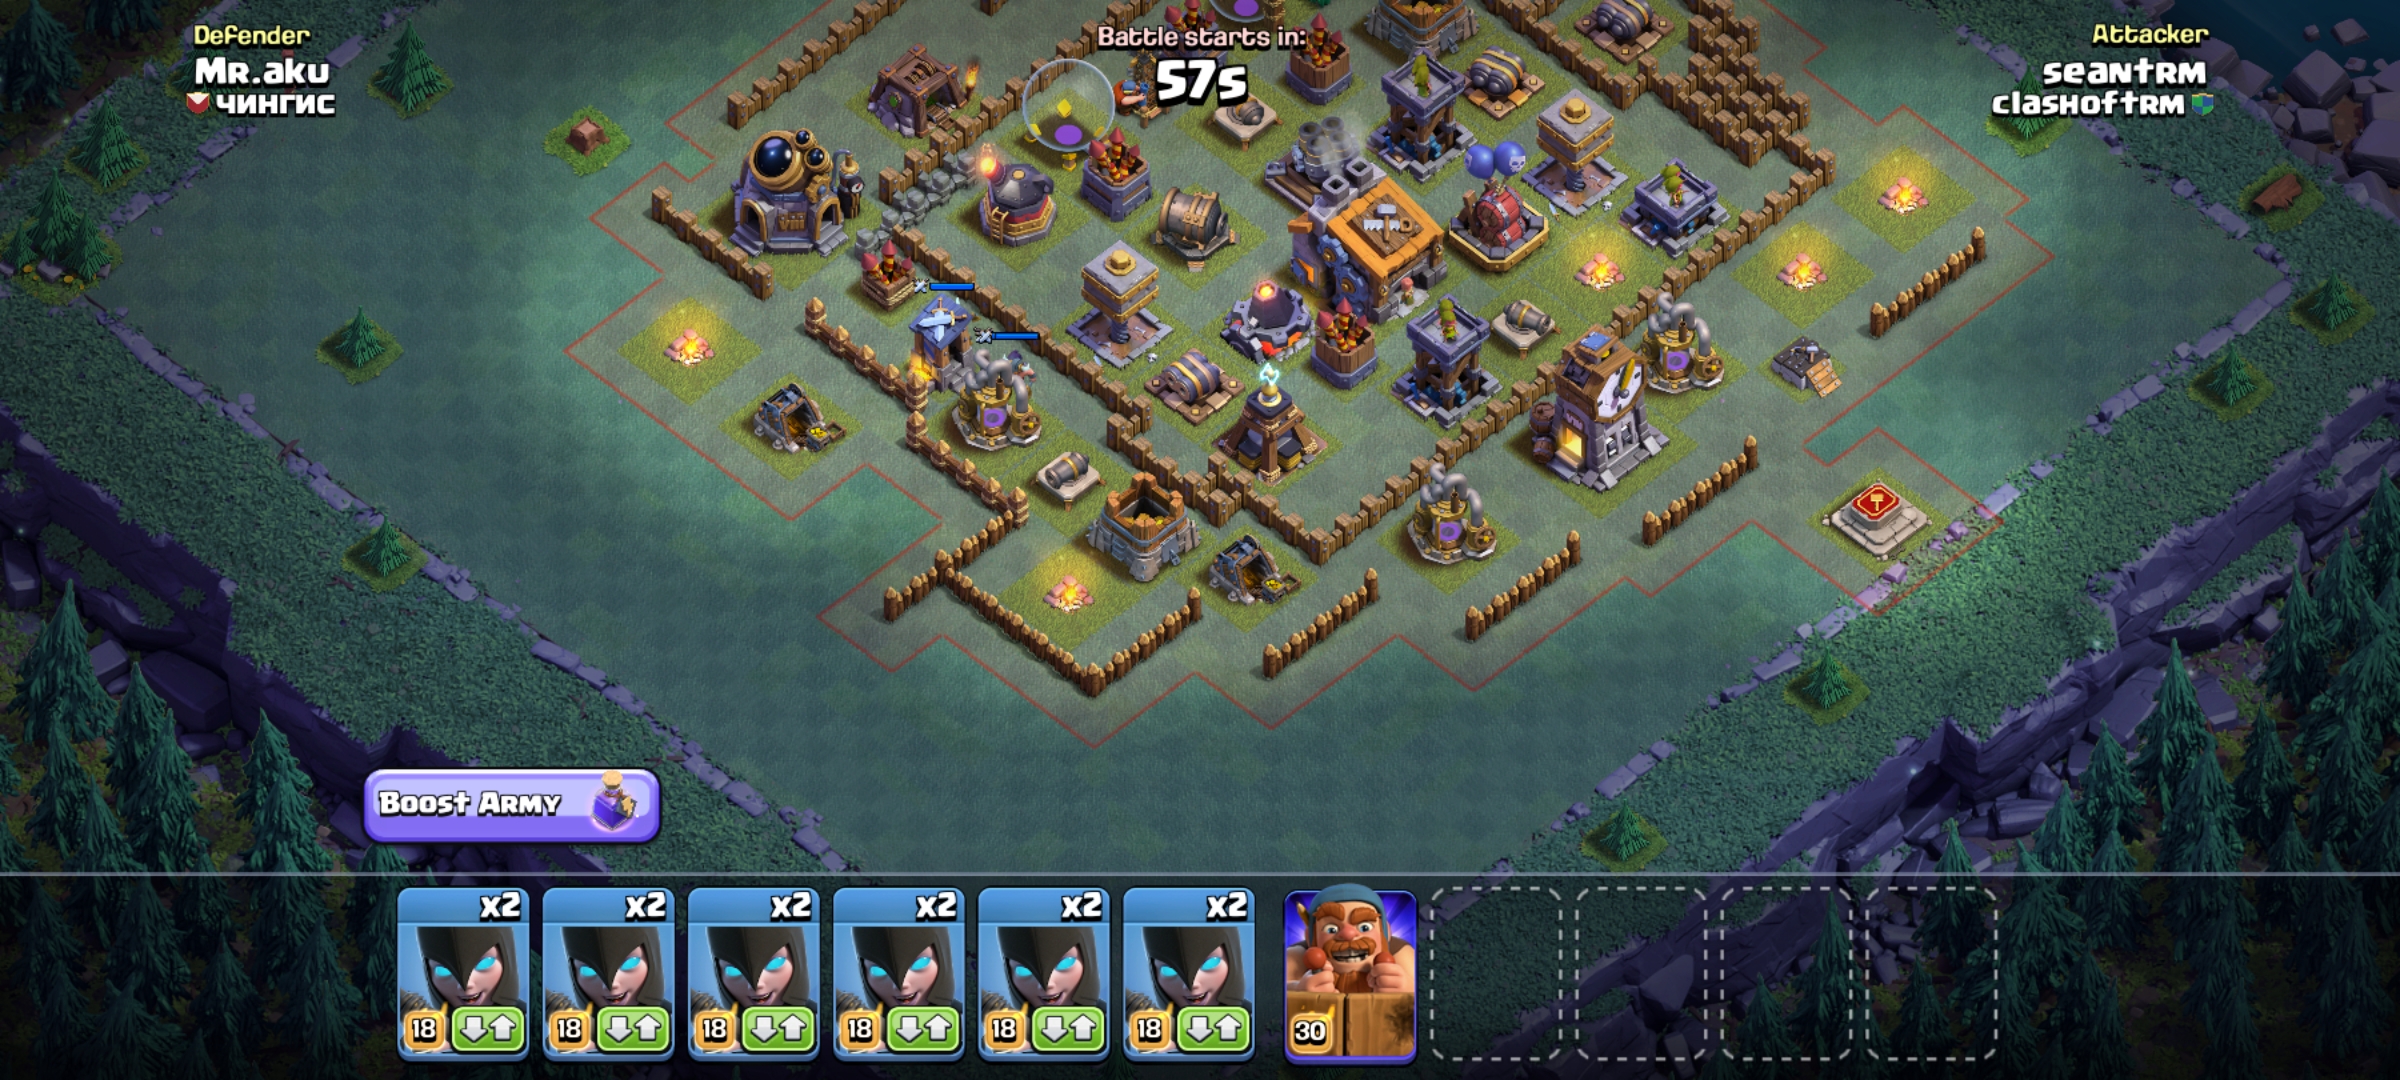 Defender
Mr.aku
ЧИНГИС
Battle starts in:
57s
Attacker
seantrm
clashoftrm
VIII
Boost Army
x2
x2
x2
x2
x2
x2
18
18
18
18
18
18
30